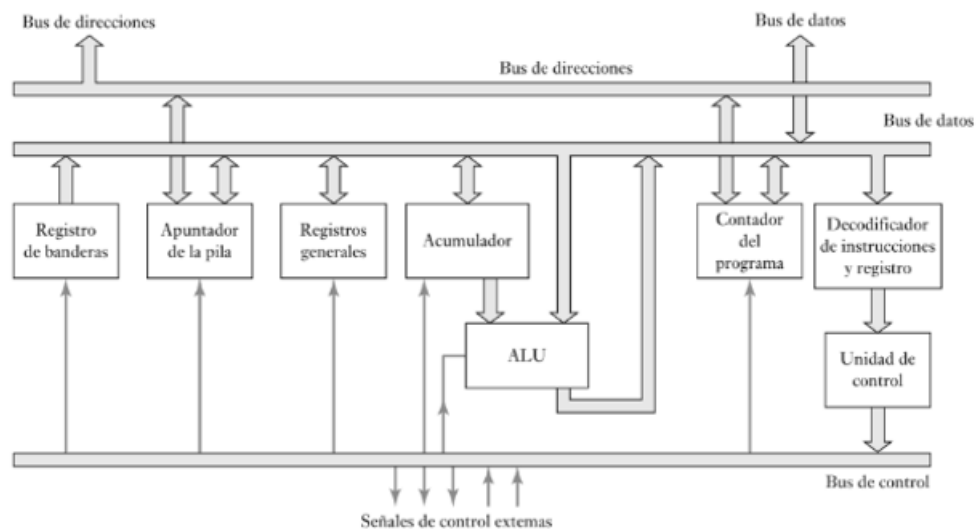 Bus de direcciones
Bus de datos
Bus de direcciones
Bus de datos
Registro
de banderas
Apuntador
de la pila
Registros
generales
Acumulador
Contador
del
programa
Decodificador
de instrucciones
y registro
ALU
Unidad de
control
Bus de control
Señales de control externas